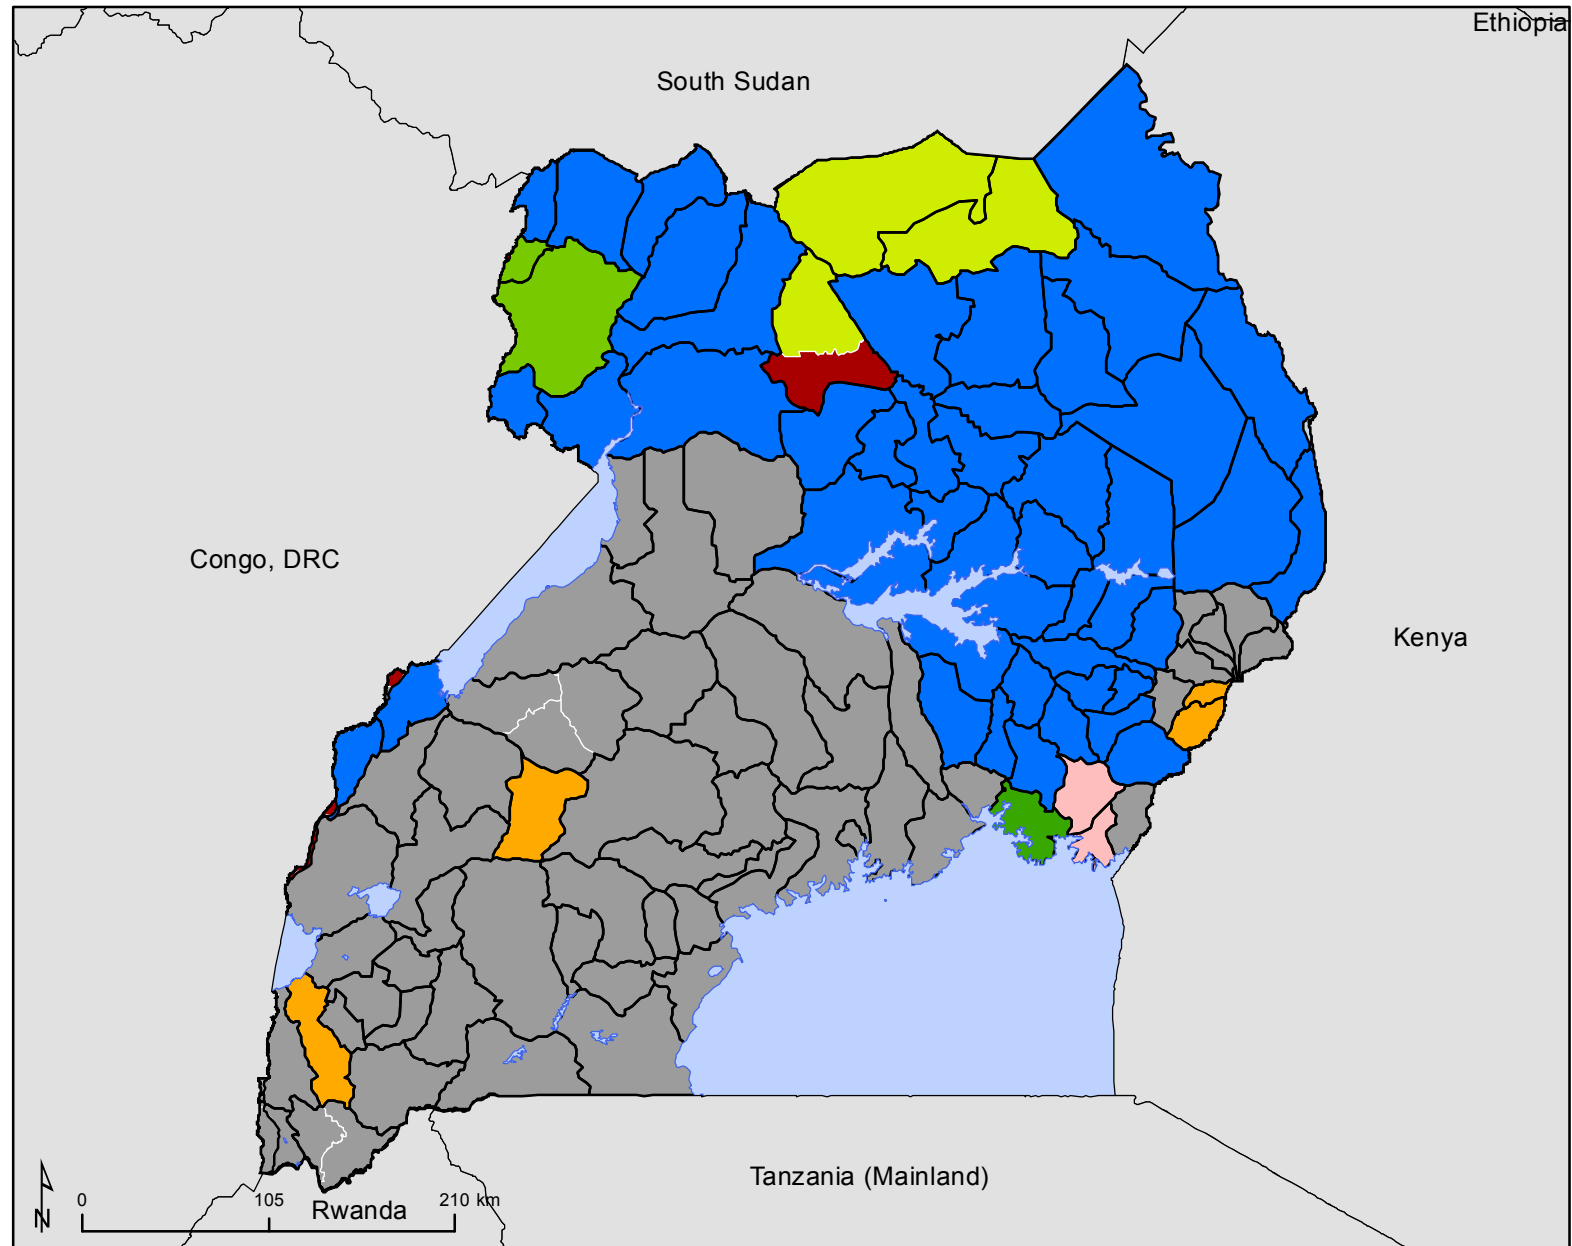 Ethiopia
South Sudan
Congo, DRC
Kenya
Tanzania (Mainland)
0 105 210 km
Rwanda
N